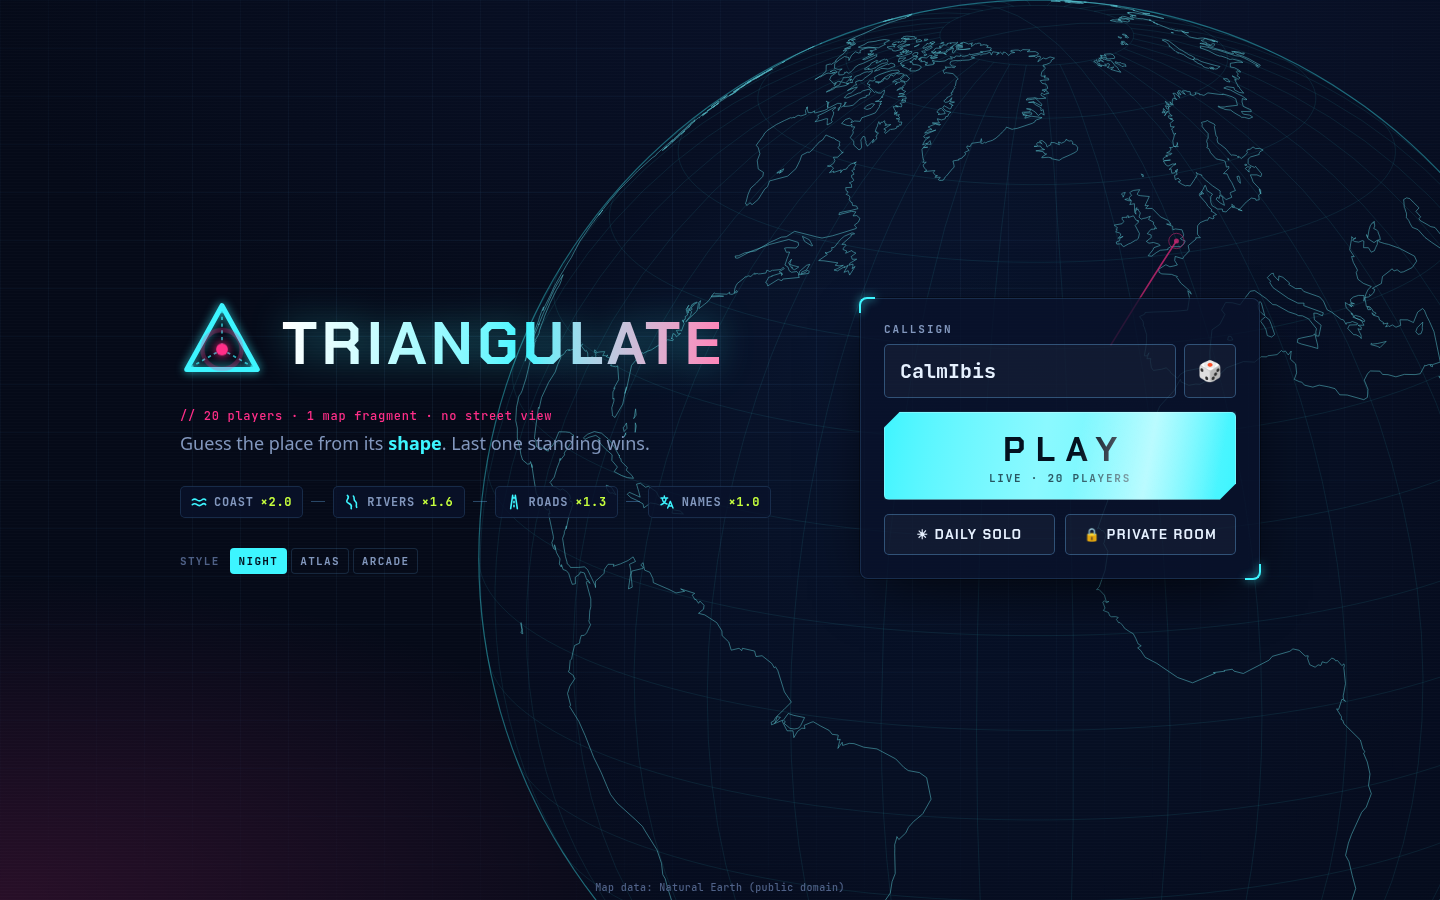 TRIANGULATE
// 20 players · 1 map fragment · no street view
Guess the place from its shape. Last one standing wins.
COAST ×2.0
RIVERS ×1.6
ROADS ×1.3
NAMES ×1.0
STYLE NIGHT ATLAS ARCADE
CALLSIGN
CalmIbis
PLAY
LIVE · 20 PLAYERS
☀ DAILY SOLO
🔒 PRIVATE ROOM
Map data: Natural Earth (public domain)